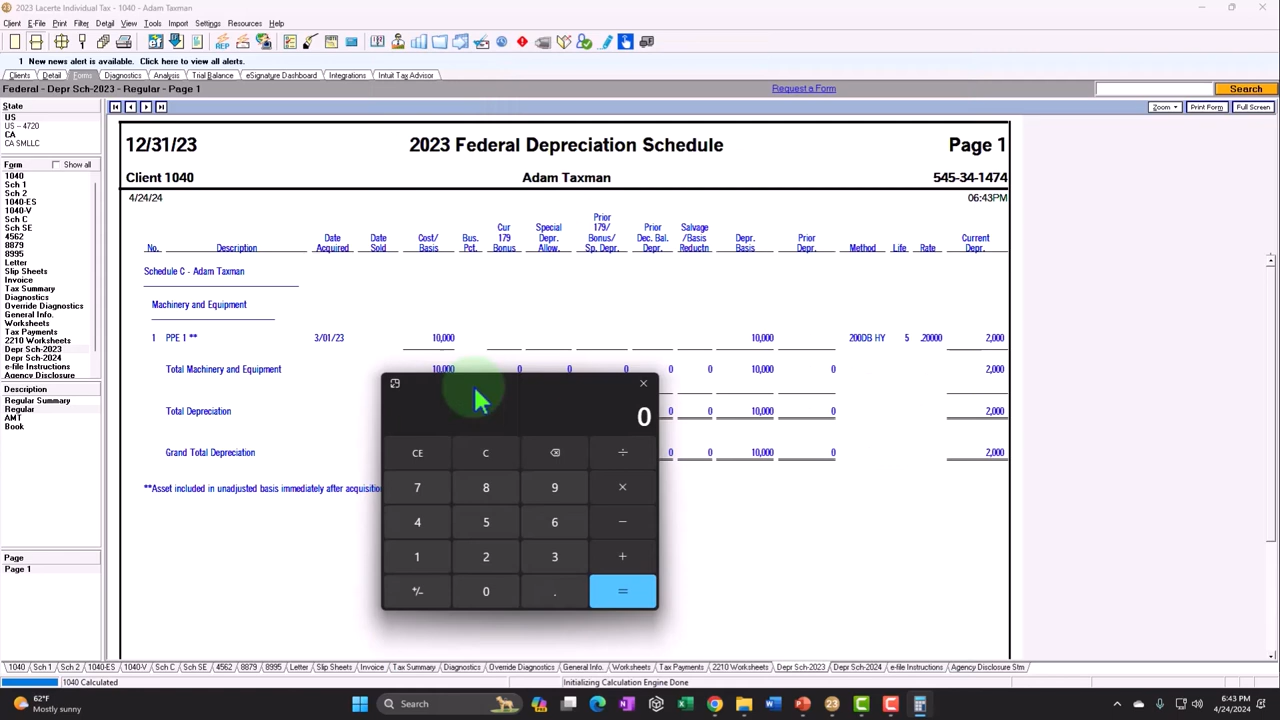 2023 Lacerte Individual Tax - 1040 - Adam Taxman
Client E-File Print Filter Detail View Tools Import Settings Resources Help
1 New news alert is available. Click here to view all alerts.
Clients Detail Forms Diagnostics Analysis Trial Balance eSignature Dashboard Integrations Intuit Tax Advisor
Federal - Depr Sch-2023 - Regular - Page 1 Request a Form Search
State
US
US -- 4720
CA
CA SMLLC
Zoom Print Form Full Screen
Form Show all
1040
Sch 1
Sch 2
1040-ES
1040-V
Sch C
Sch SE
4562
8879
8995
Letter
Slip Sheets
Invoice
Tax Summary
Diagnostics
Override Diagnostics
General Info.
Worksheets
Tax Payments
2210 Worksheets
Depr Sch-2023
Depr Sch-2024
e-file Instructions
Agency Disclosure
Description
Regular Summary
Regular
AMT
Book
Page
Page 1
12/31/23 2023 Federal Depreciation Schedule Page 1
Client 1040 Adam Taxman 545-34-1474
4/24/24 06:43PM
No. Description Date Acquired Date Sold Cost/ Basis Bus. Pct. Cur 179 Bonus Special Depr. Allow. Prior 179/ Bonus/ Sp. Depr. Prior Dec. Bal. Depr. Salvage /Basis Reductn Depr. Basis Prior Depr. Method Life Rate Current Depr.
Schedule C - Adam Taxman
Machinery and Equipment
1 PPE 1 ** 3/01/23 10,000 10,000 200DB HY 5 .20000 2,000
Total Machinery and Equipment 10,000 0 0 0 0 0 10,000 0 2,000
Total Depreciation 0 0 10,000 0 2,000
Grand Total Depreciation 0 0 10,000 0 2,000
**Asset included in unadjusted basis immediately after acquisitio
0
CE C ÷
7 8 9 ×
4 5 6 −
1 2 3 +
+/- 0 . =
1040 Sch 1 Sch 2 1040-ES 1040-V Sch C Sch SE 4562 8879 8995 Letter Slip Sheets Invoice Tax Summary Diagnostics Override Diagnostics General Info. Worksheets Tax Payments 2210 Worksheets Depr Sch-2023 Depr Sch-2024 e-file Instructions Agency Disclosure Stm
1040 Calculated Initializing Calculation Engine Done
62°F
Mostly sunny
Search
6:43 PM
4/24/2024